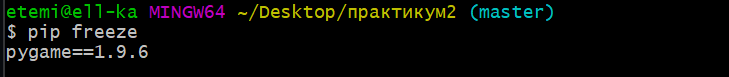 etemi@ell-ka MINGW64 ~/Desktop/практикум2 (master)
$ pip freeze
pygame==1.9.6